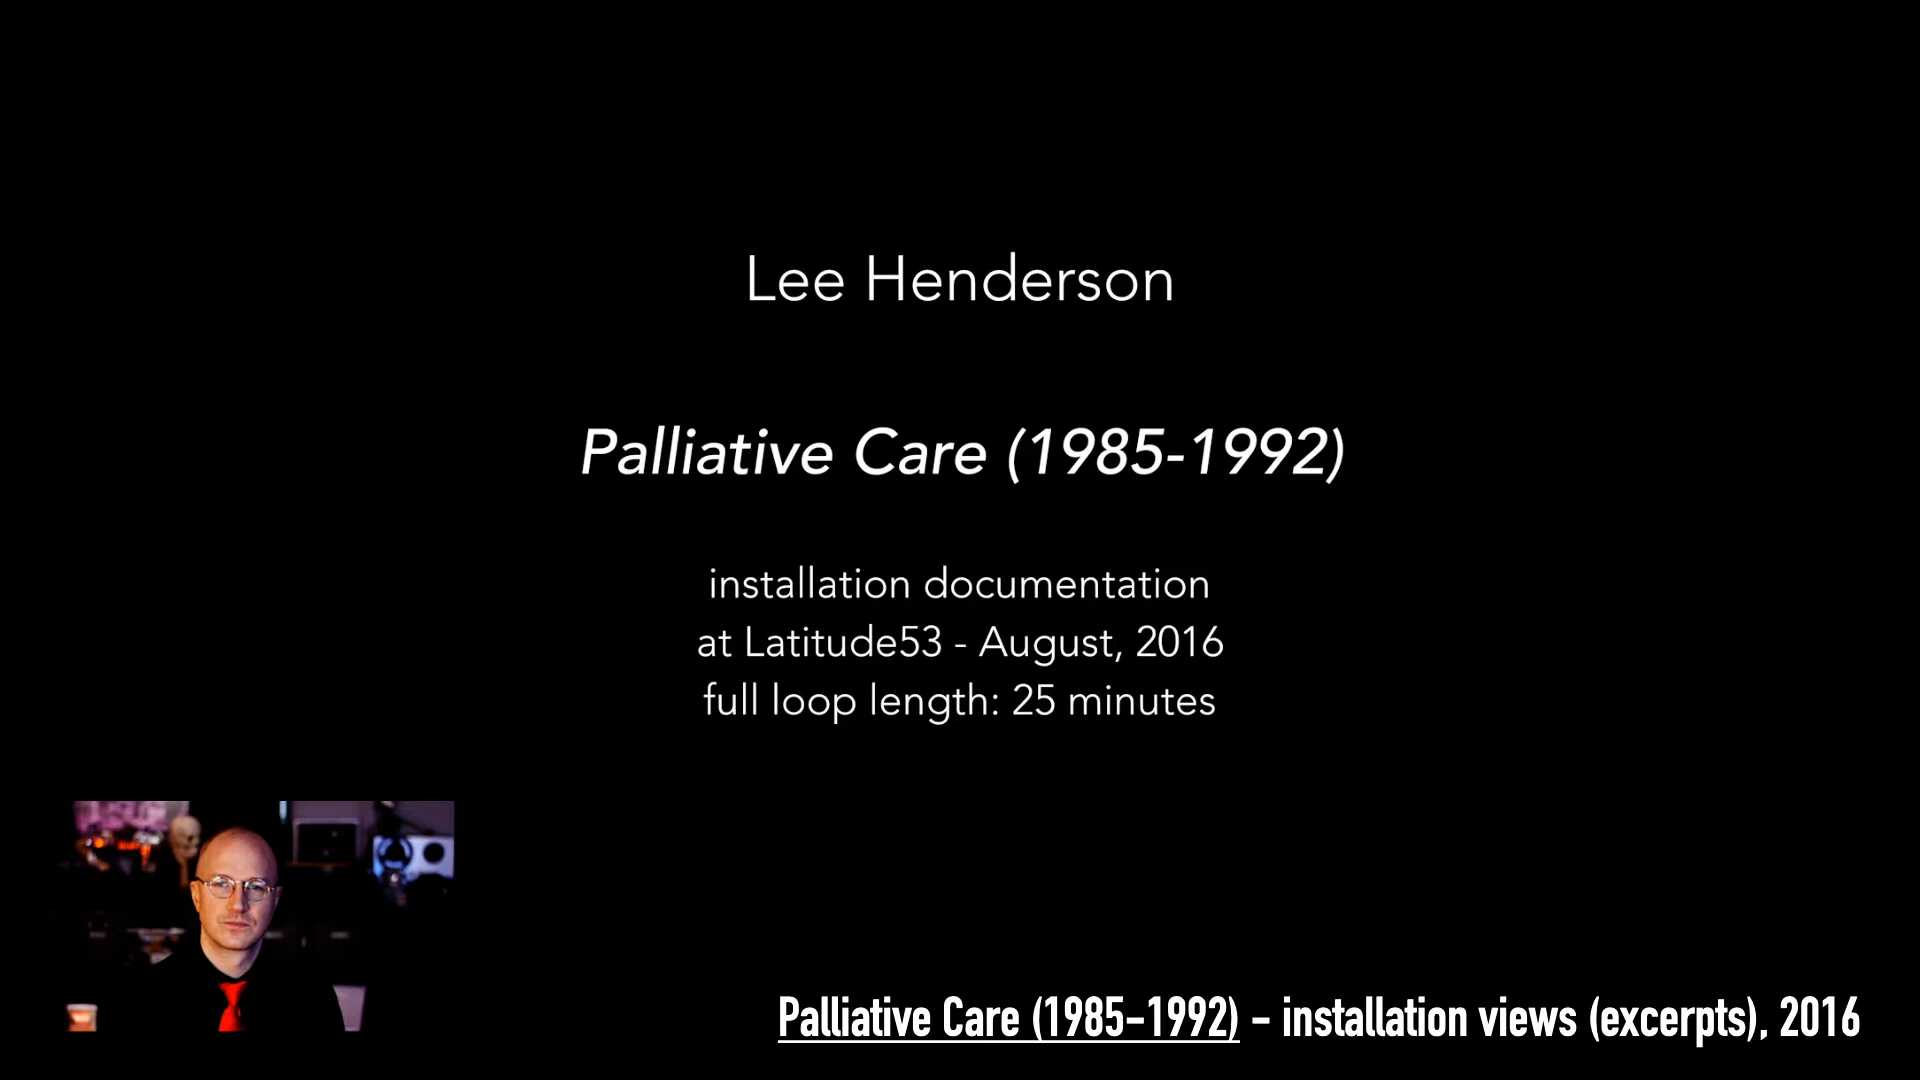 Lee Henderson
Palliative Care (1985-1992)
installation documentation
at Latitude53 - August, 2016
full loop length: 25 minutes
Palliative Care (1985-1992) - installation views (excerpts), 2016